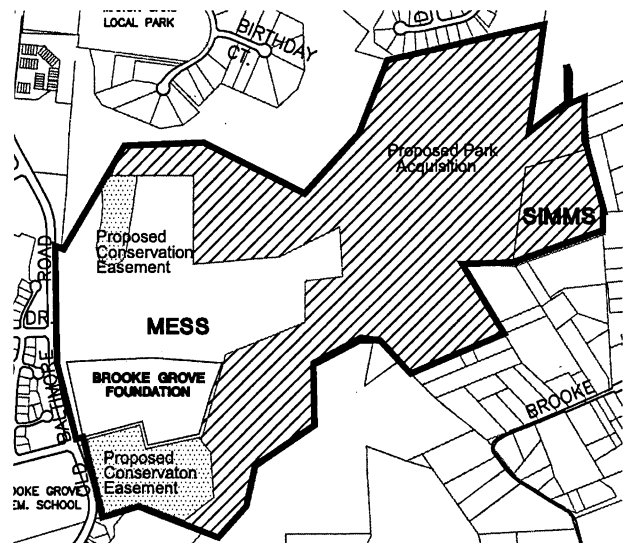 LOCAL PARK
BIRTHDAY
CT.
Proposed Park
Acquisition
SIMMS
Proposed
Conservation
Easement
ROAD
DR.
MESS
BALTIMORE
BROOKE GROVE
FOUNDATION
BROOKE
OLD
Proposed
Conservaton
Easement
OOKE GROVE
EM. SCHOOL